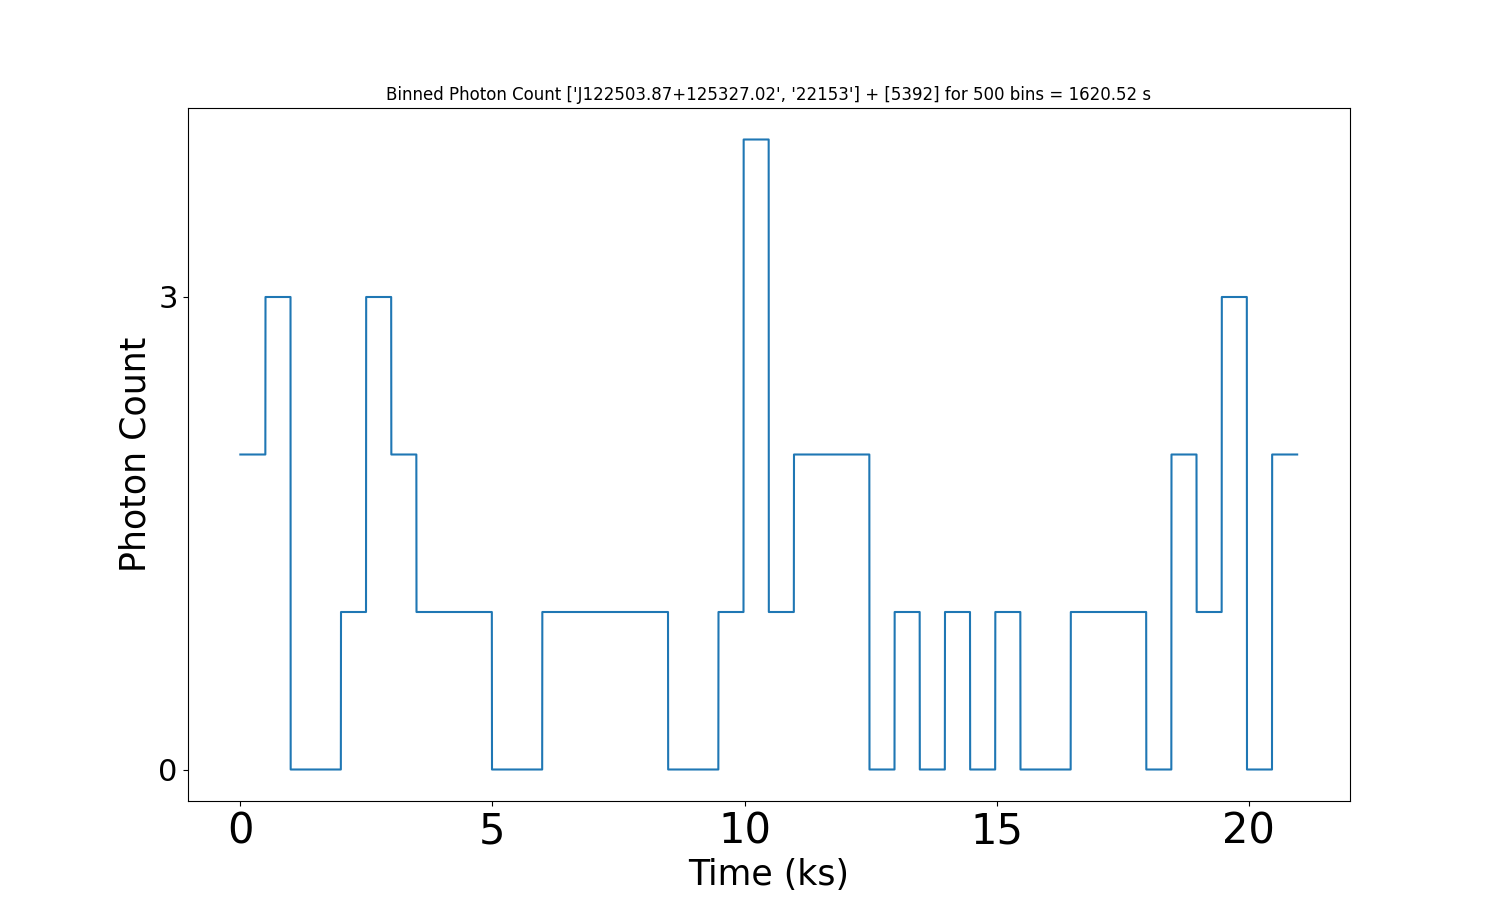 Binned Photon Count ['J122503.87+125327.02', '22153'] + [5392] for 500 bins = 1620.52 s
Photon Count
3
0
0 5 10 15 20
Time (ks)